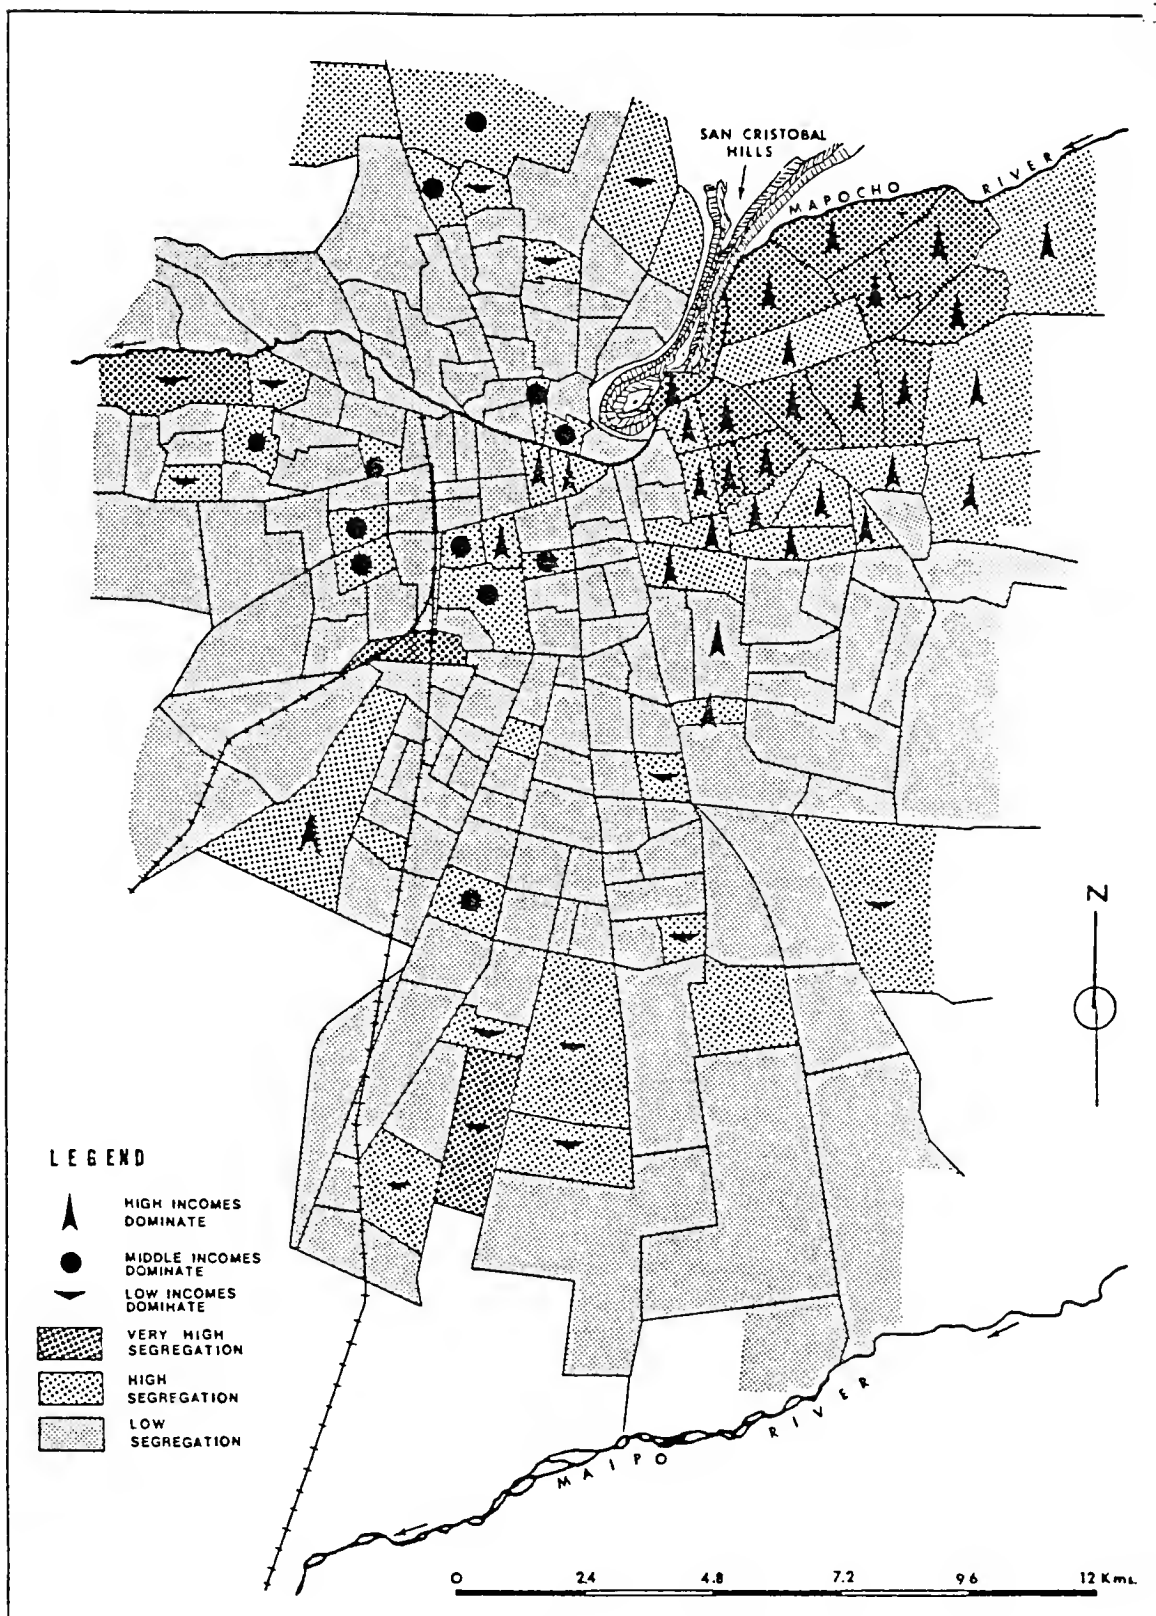 SAN CRISTOBAL
HILLS
MAPOCHO RIVER
N
LEGEND
HIGH INCOMES
DOMINATE
MIDDLE INCOMES
DOMINATE
LOW INCOMES
DOMINATE
VERY HIGH
SEGREGATION
HIGH
SEGREGATION
LOW
SEGREGATION
MAIPO RIVER
0 2.4 4.8 7.2 9.6 12 Kms.